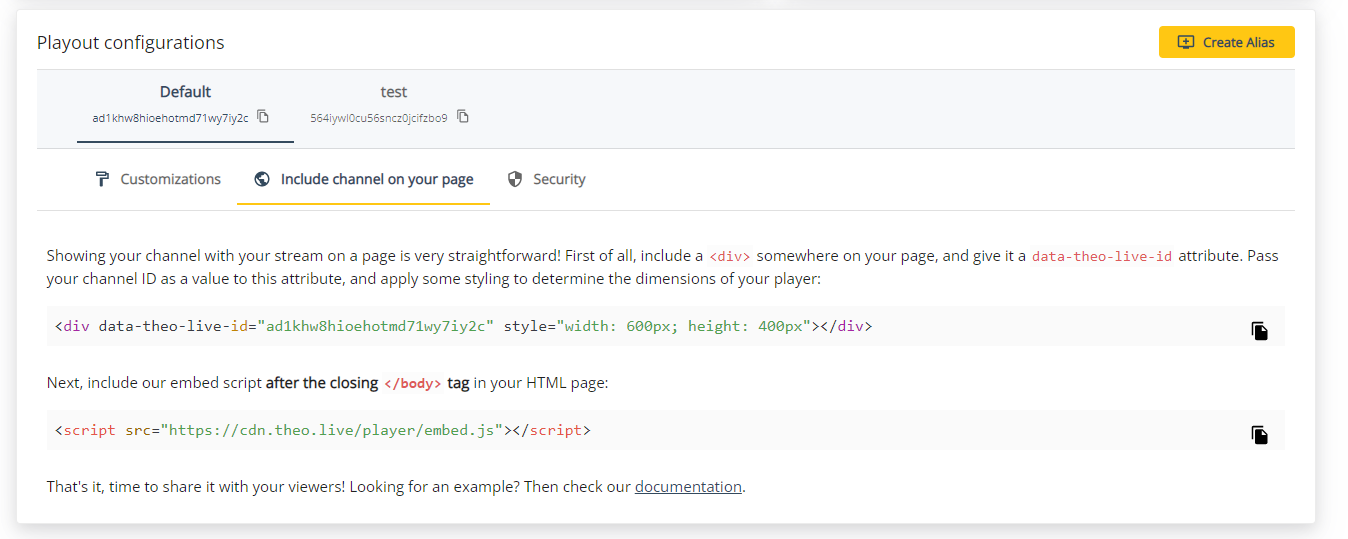 Playout configurations
Create Alias
Default
test
ad1khw8hioehotmd71wy7iy2c
564iywl0cu56sncz0jcifzbo9
Customizations
Include channel on your page
Security
Showing your channel with your stream on a page is very straightforward! First of all, include a <div> somewhere on your page, and give it a data-theo-live-id attribute. Pass
your channel ID as a value to this attribute, and apply some styling to determine the dimensions of your player:
<div data-theo-live-id="ad1khw8hioehotmd71wy7iy2c" style="width: 600px; height: 400px"></div>
Next, include our embed script after the closing </body> tag in your HTML page:
<script src="https://cdn.theo.live/player/embed.js"></script>
That's it, time to share it with your viewers! Looking for an example? Then check our documentation.